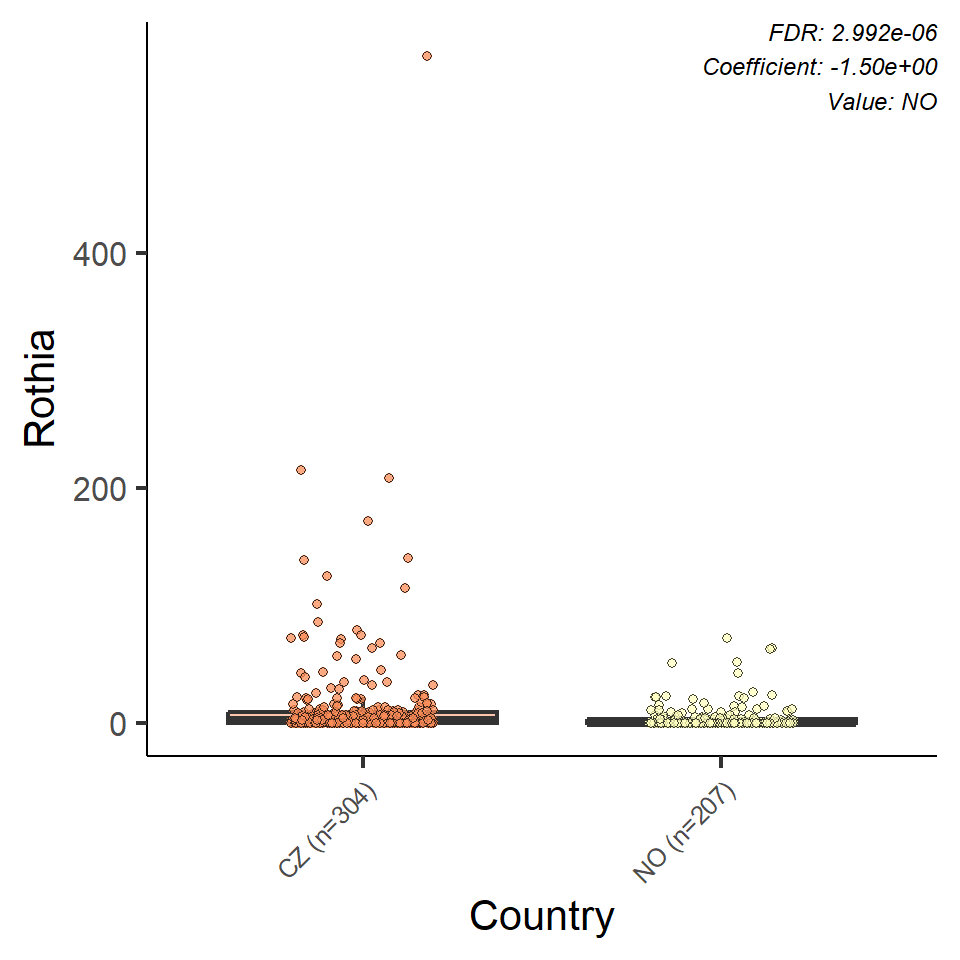 FDR: 2.992e-06
Coefficient: -1.50e+00
Value: NO
400
200
0
Rothia
CZ (n=304)
NO (n=207)
Country